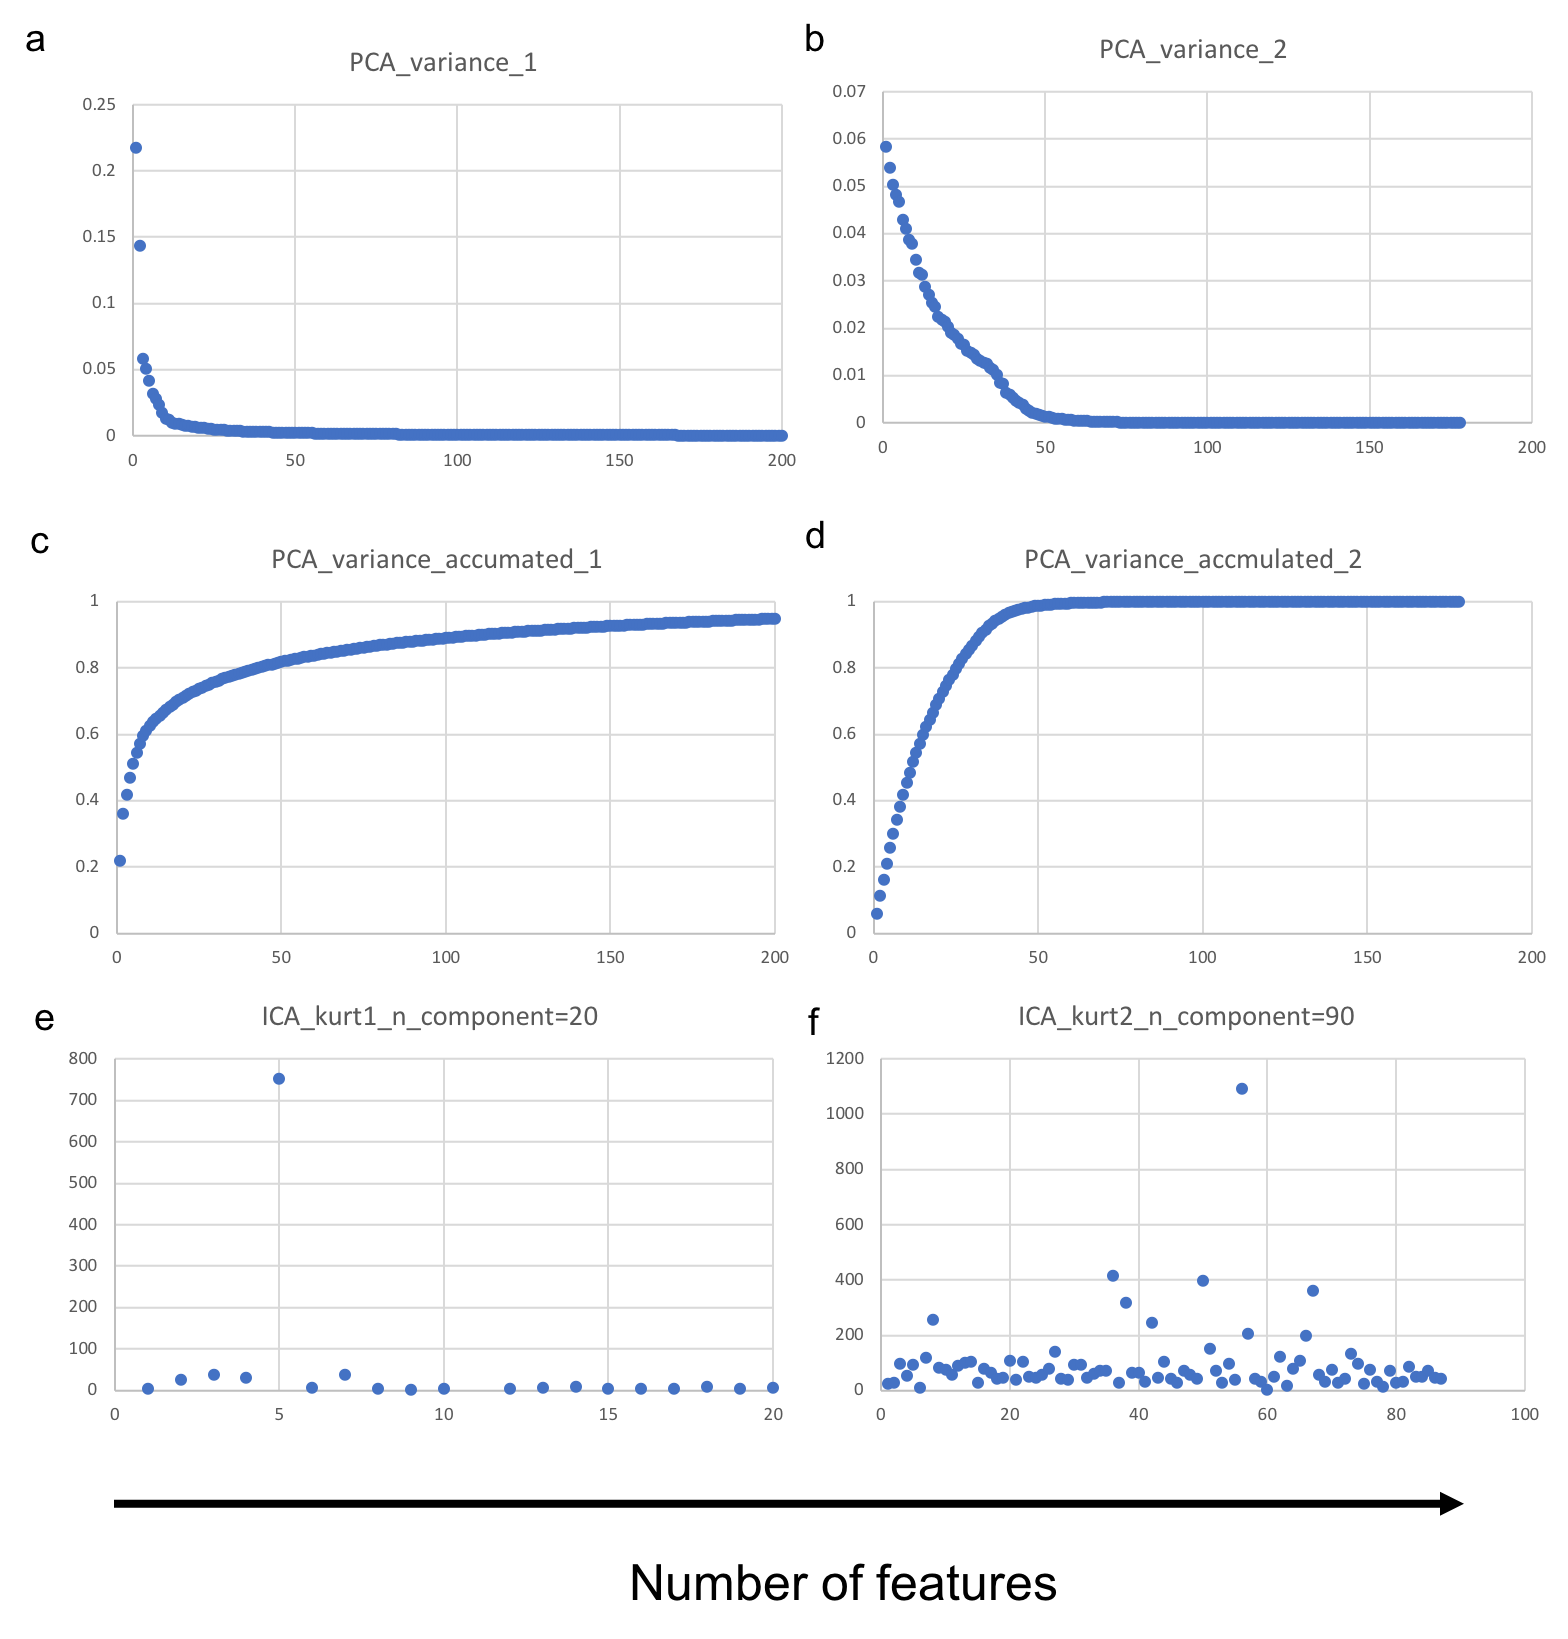 a
PCA_variance_1
0.25
0.2
0.15
0.1
0.05
0
0 50 100 150 200
b
PCA_variance_2
0.07
0.06
0.05
0.04
0.03
0.02
0.01
0
0 50 100 150 200
c
PCA_variance_accumated_1
1
0.8
0.6
0.4
0.2
0
0 50 100 150 200
d
PCA_variance_accmulated_2
1
0.8
0.6
0.4
0.2
0
0 50 100 150 200
e
ICA_kurt1_n_component=20
800
700
600
500
400
300
200
100
0
0 5 10 15 20
f
ICA_kurt2_n_component=90
1200
1000
800
600
400
200
0
0 20 40 60 80 100
Number of features